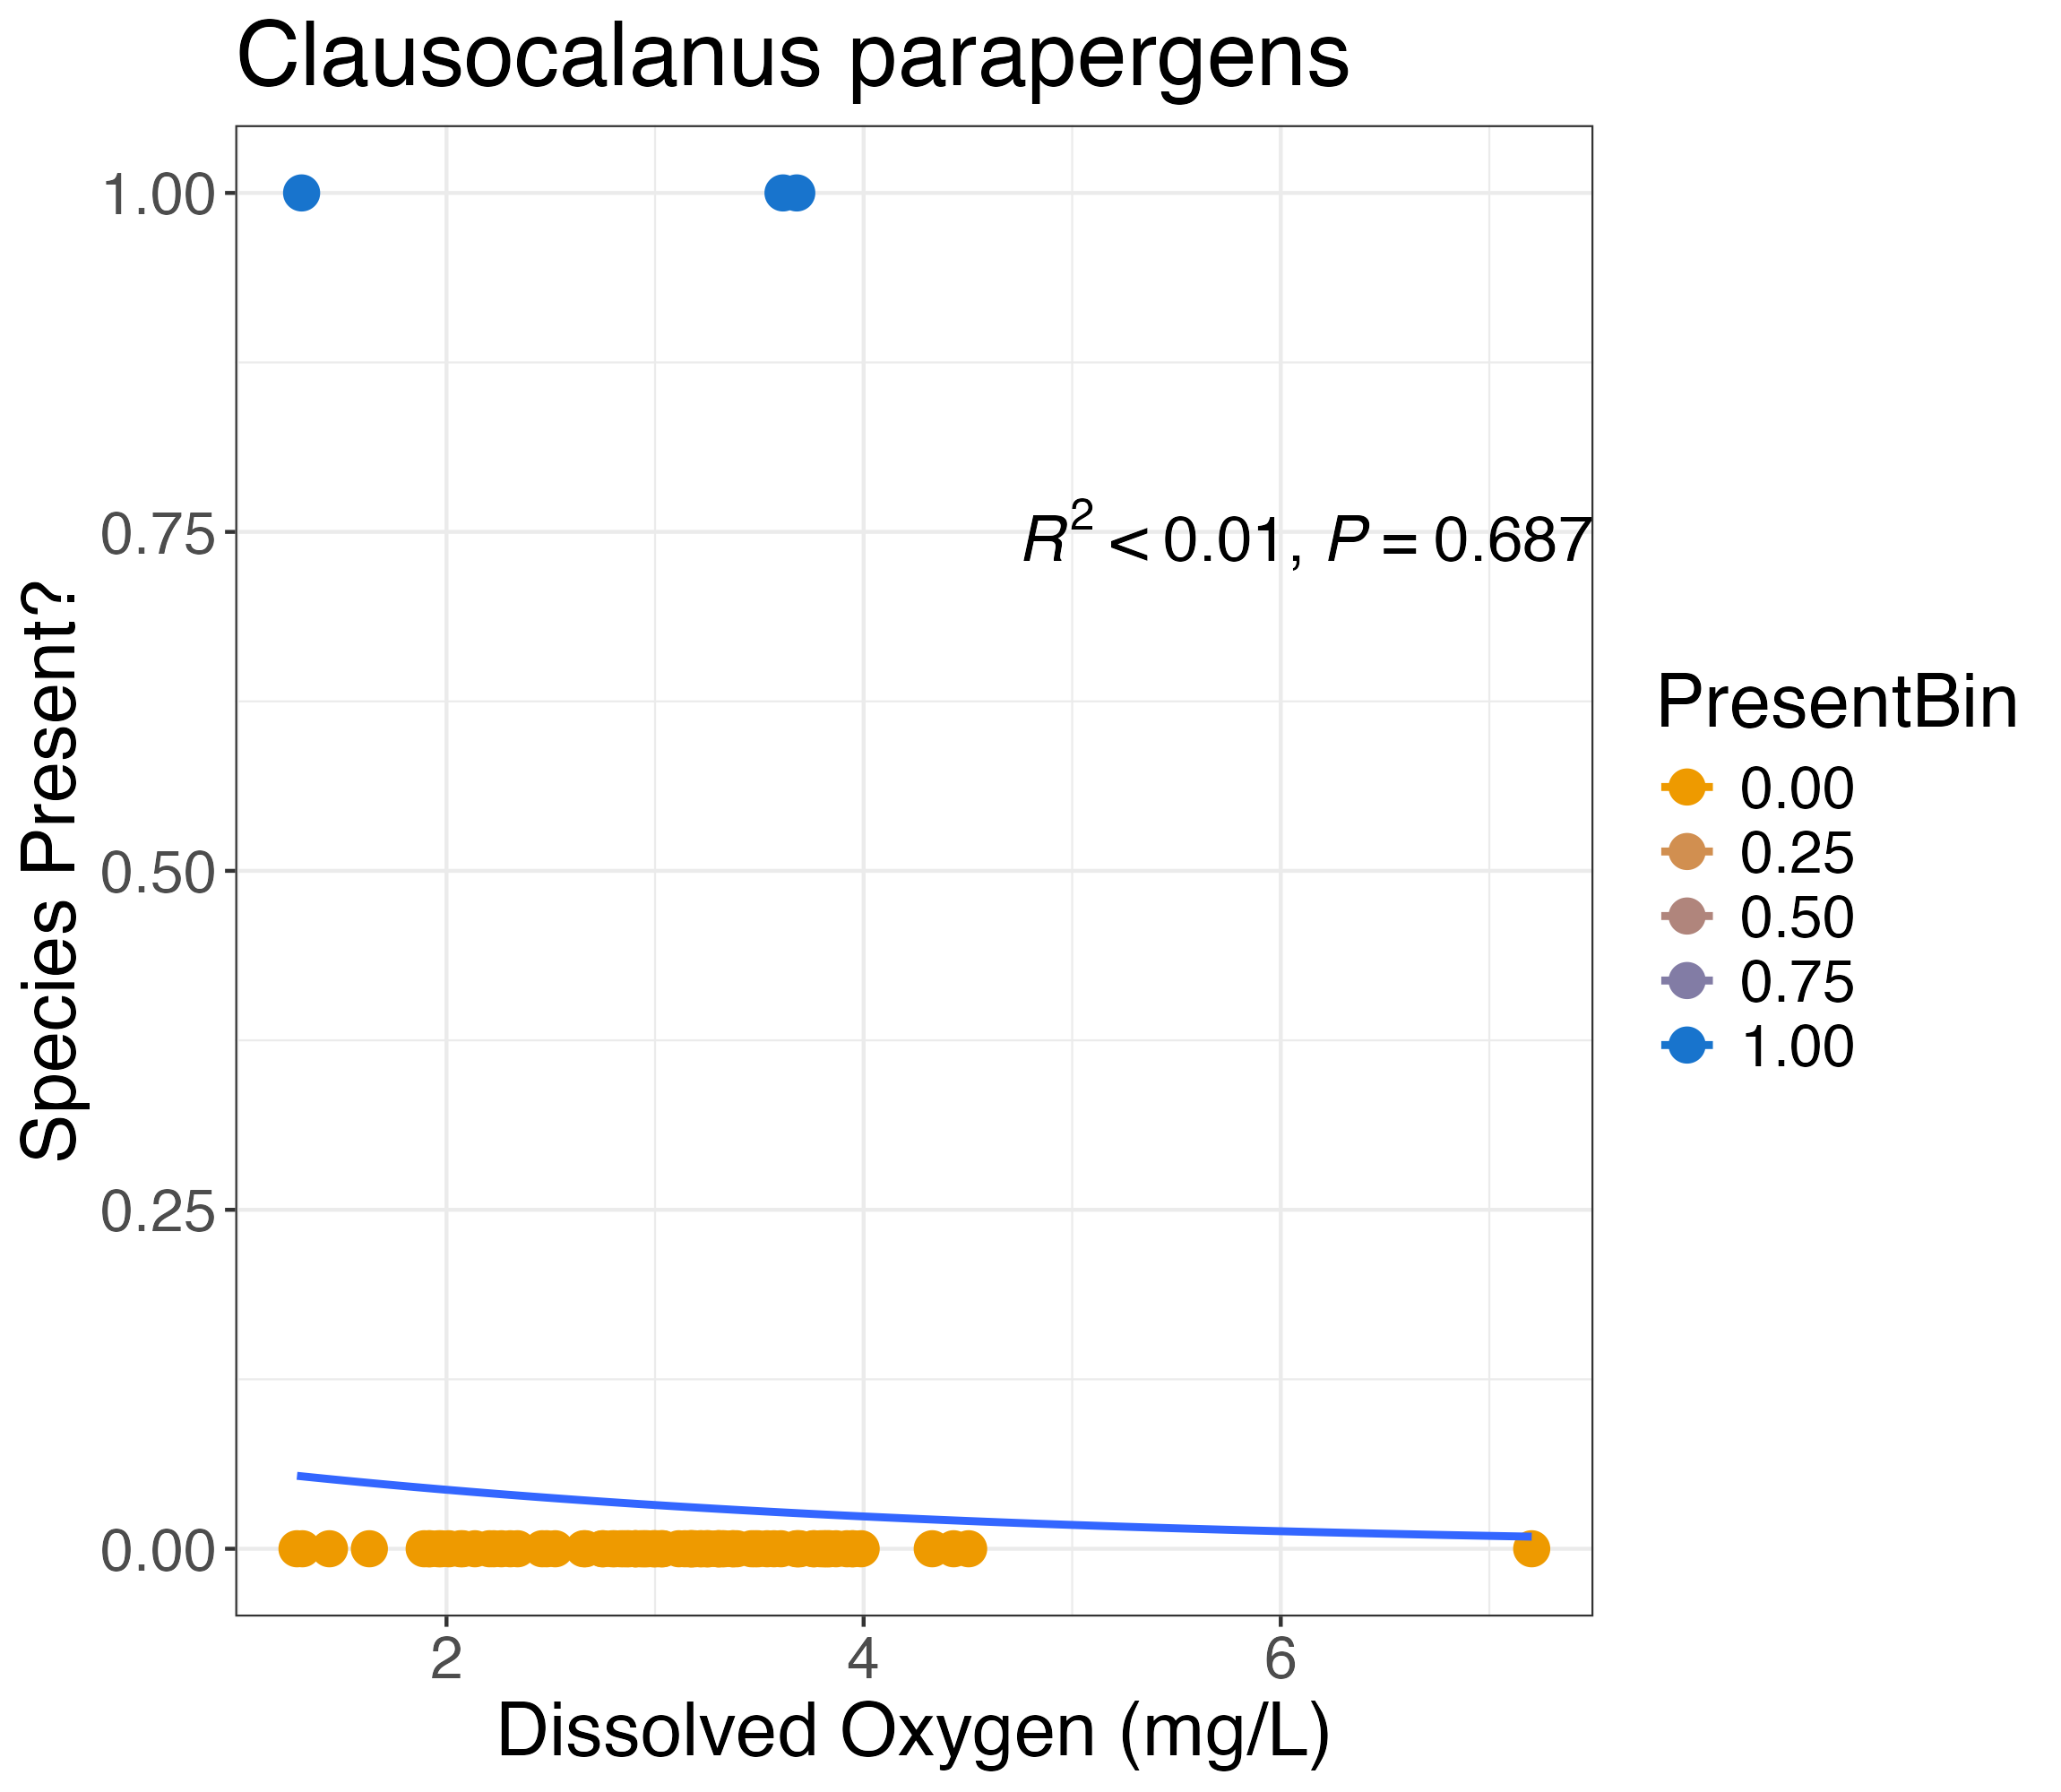 Clausocalanus parapergens
Species Present?
1.00
0.75
0.50
0.25
0.00
R² < 0.01, P = 0.687
2 4 6
Dissolved Oxygen (mg/L)
PresentBin
0.00
0.25
0.50
0.75
1.00